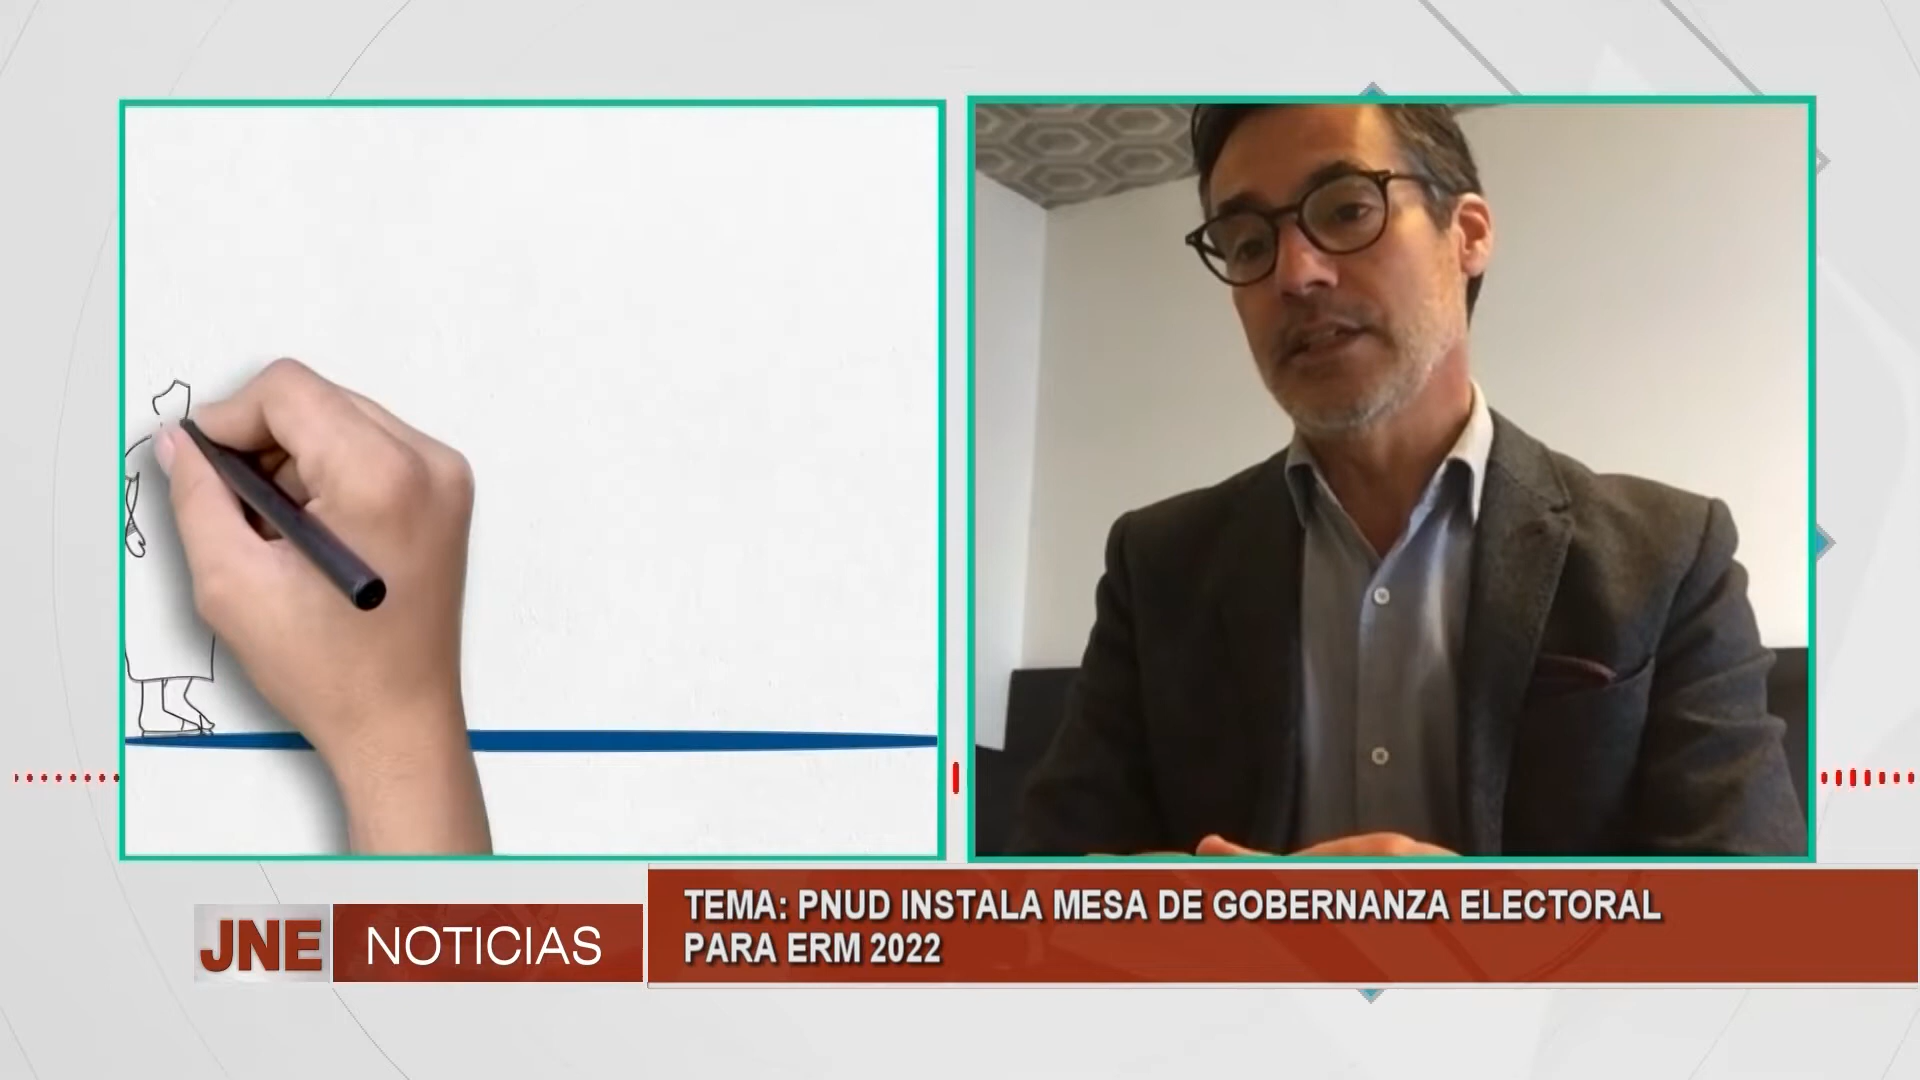 TEMA: PNUD INSTALA MESA DE GOBERNANZA ELECTORAL
PARA ERM 2022
JNE NOTICIAS